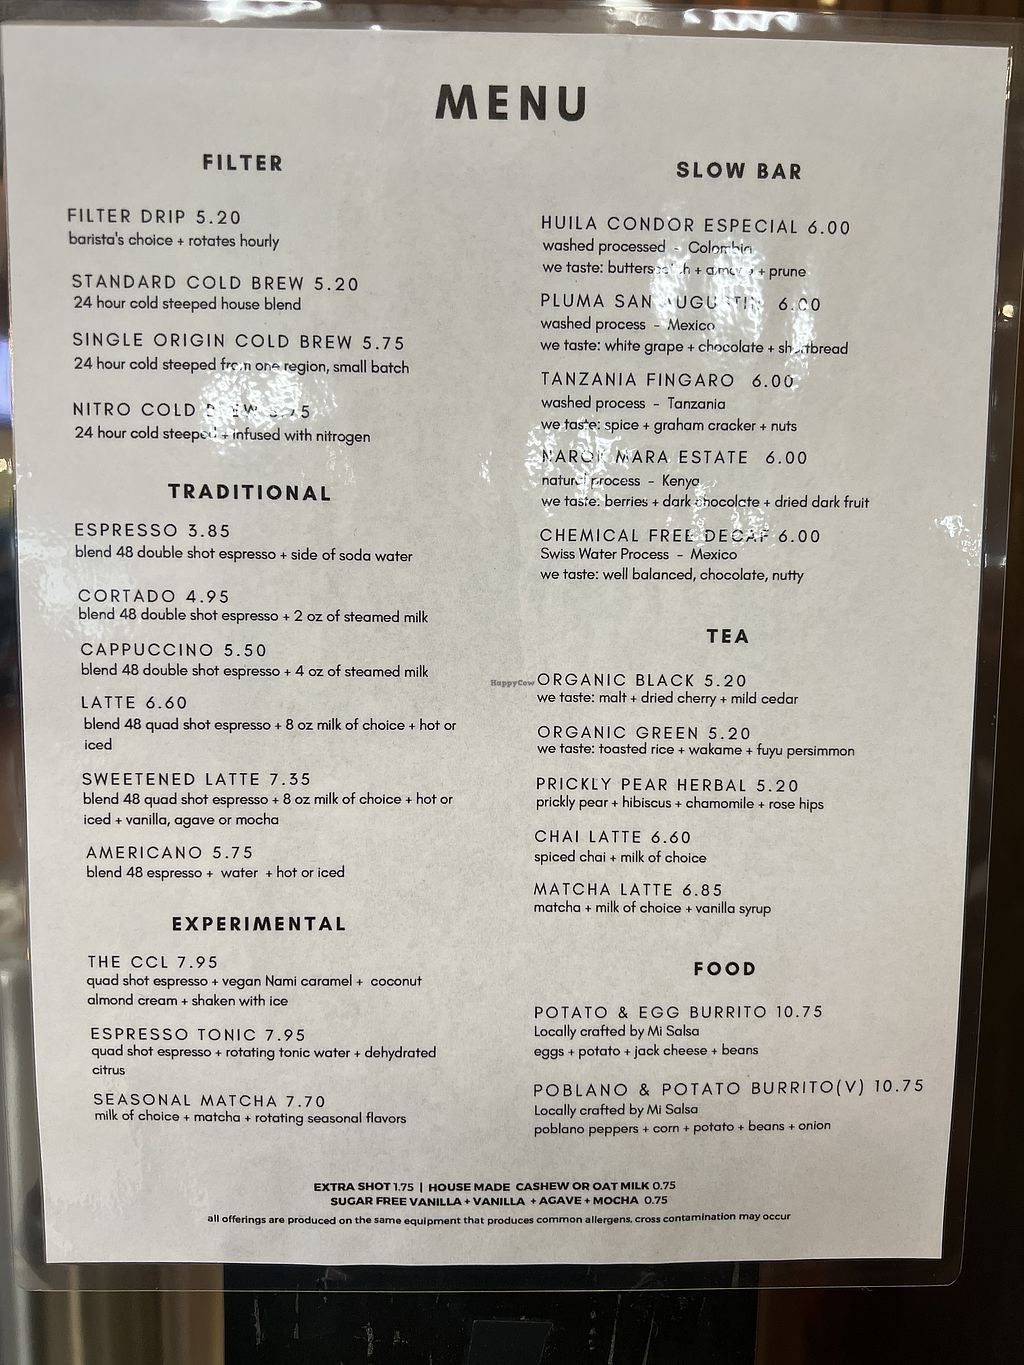 MENU
FILTER
FILTER DRIP 5.20
barista's choice + rotates hourly
STANDARD COLD BREW 5.20
24 hour cold steeped house blend
SINGLE ORIGIN COLD BREW 5.75
24 hour cold steeped from one region, small batch
NITRO COLD BREW
24 hour cold steeped + infused with nitrogen
TRADITIONAL
ESPRESSO 3.85
blend 48 double shot espresso + side of soda water
CORTADO 4.95
blend 48 double shot espresso + 2 oz of steamed milk
CAPPUCCINO 5.50
blend 48 double shot espresso + 4 oz of steamed milk
LATTE 6.60
blend 48 quad shot espresso + 8 oz milk of choice + hot or
iced
SWEETENED LATTE 7.35
blend 48 quad shot espresso + 8 oz milk of choice + hot or
iced + vanilla, agave or mocha
AMERICANO 5.75
blend 48 espresso + water + hot or iced
EXPERIMENTAL
THE CCL 7.95
quad shot espresso + vegan Nami caramel + coconut
almond cream + shaken with ice
ESPRESSO TONIC 7.95
quad shot espresso + rotating tonic water + dehydrated
citrus
SEASONAL MATCHA 7.70
milk of choice + matcha + rotating seasonal flavors
SLOW BAR
HUILA CONDOR ESPECIAL 6.00
washed processed - Colombia
we taste: butterscotch + + prune
PLUMA SAN AUGUSTIN 6.00
washed process - Mexico
we taste: white grape + chocolate + shortbread
TANZANIA FINGARO 6.00
washed process - Tanzania
we taste: spice + graham cracker + nuts
NAROK MARA ESTATE 6.00
natural process - Kenya
we taste: berries + dark chocolate + dried dark fruit
CHEMICAL FREE DECAF 6.00
Swiss Water Process - Mexico
we taste: well balanced, chocolate, nutty
TEA
HappyCow
ORGANIC BLACK 5.20
we taste: malt + dried cherry + mild cedar
ORGANIC GREEN 5.20
we taste: toasted rice + wakame + fuyu persimmon
PRICKLY PEAR HERBAL 5.20
prickly pear + hibiscus + chamomile + rose hips
CHAI LATTE 6.60
spiced chai + milk of choice
MATCHA LATTE 6.85
matcha + milk of choice + vanilla syrup
FOOD
POTATO & EGG BURRITO 10.75
Locally crafted by Mi Salsa
eggs + potato + jack cheese + beans
POBLANO & POTATO BURRITO(V) 10.75
Locally crafted by Mi Salsa
poblano peppers + corn + potato + beans + onion
EXTRA SHOT 1.75 | HOUSE MADE CASHEW OR OAT MILK 0.75
SUGAR FREE VANILLA + VANILLA + AGAVE + MOCHA 0.75
all offerings are produced on the same equipment that produces common allergens, cross contamination may occur